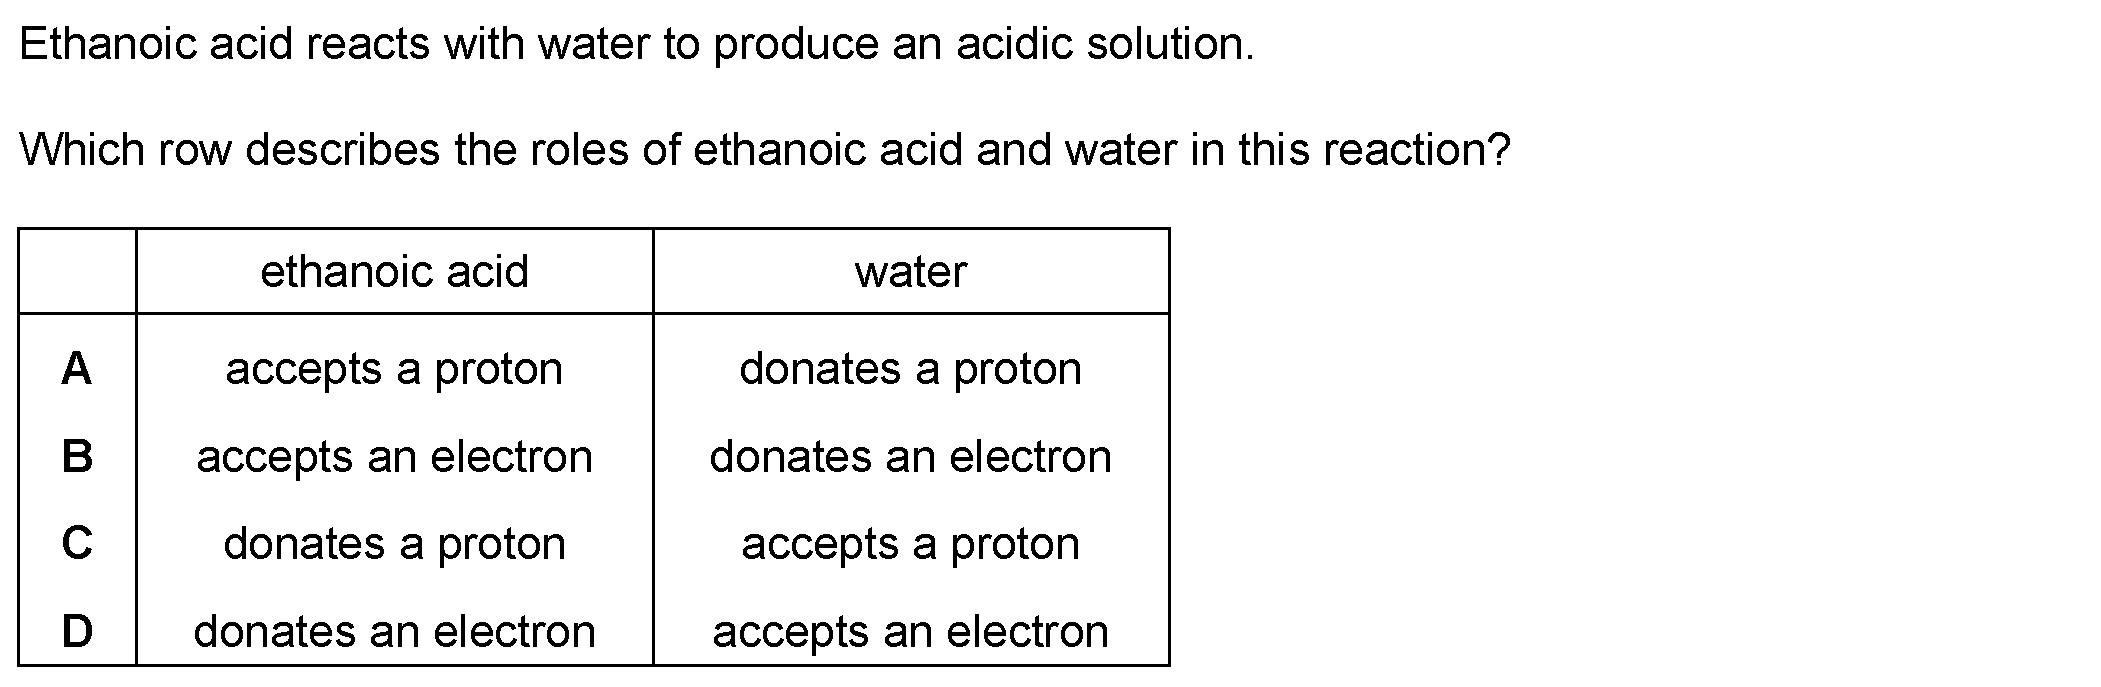 Ethanoic acid reacts with water to produce an acidic solution.
Which row describes the roles of ethanoic acid and water in this reaction?
ethanoic acid water
A accepts a proton donates a proton
B accepts an electron donates an electron
C donates a proton accepts a proton
D donates an electron accepts an electron